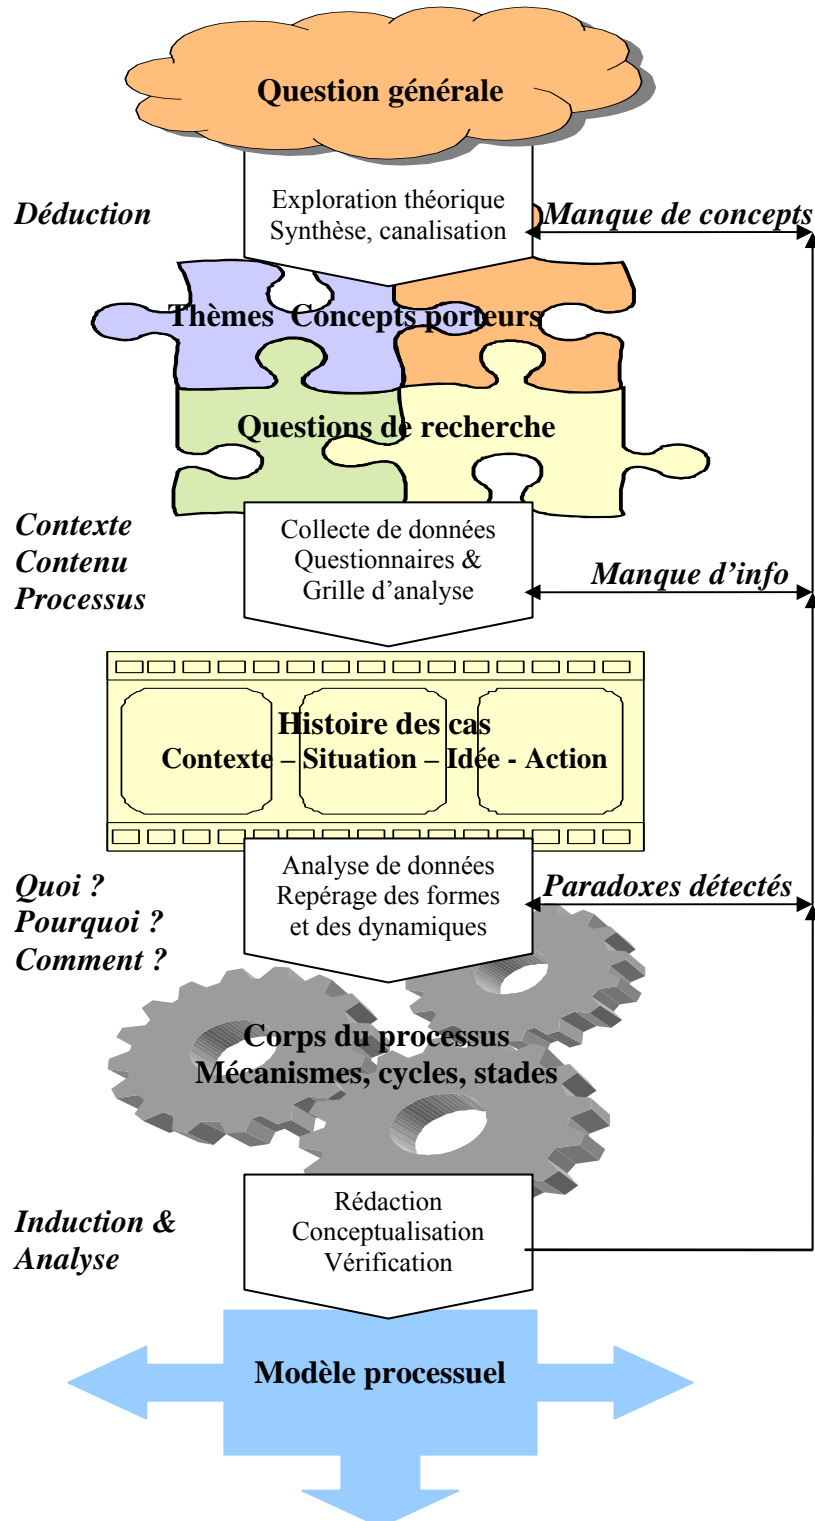 Question générale
Exploration théorique
Synthèse, canalisation
Déduction
Manque de concepts
Thèmes  Concepts porteurs
Questions de recherche
Contexte
Contenu
Processus
Collecte de données
Questionnaires &
Grille d’analyse
Manque d’info
Histoire des cas
Contexte – Situation – Idée - Action
Quoi ?
Pourquoi ?
Comment ?
Analyse de données
Repérage des formes
et des dynamiques
Paradoxes détectés
Corps du processus
Mécanismes, cycles, stades
Induction &
Analyse
Rédaction
Conceptualisation
Vérification
Modèle processuel